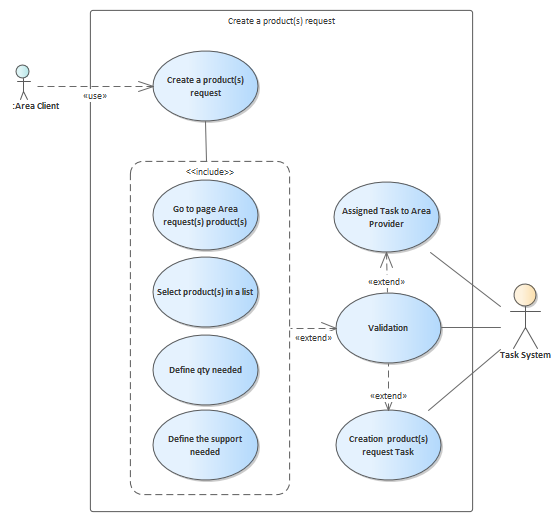 Create a product(s) request
Create a product(s)
request
«use»
:Area Client
<<include>>
Go to page Area
request(s) product(s)
Assigned Task to Area
Provider
Select product(s) in a list
«extend»
Validation
«extend»
Task System
Define qty needed
«extend»
Define the support
needed
Creation product(s)
request Task